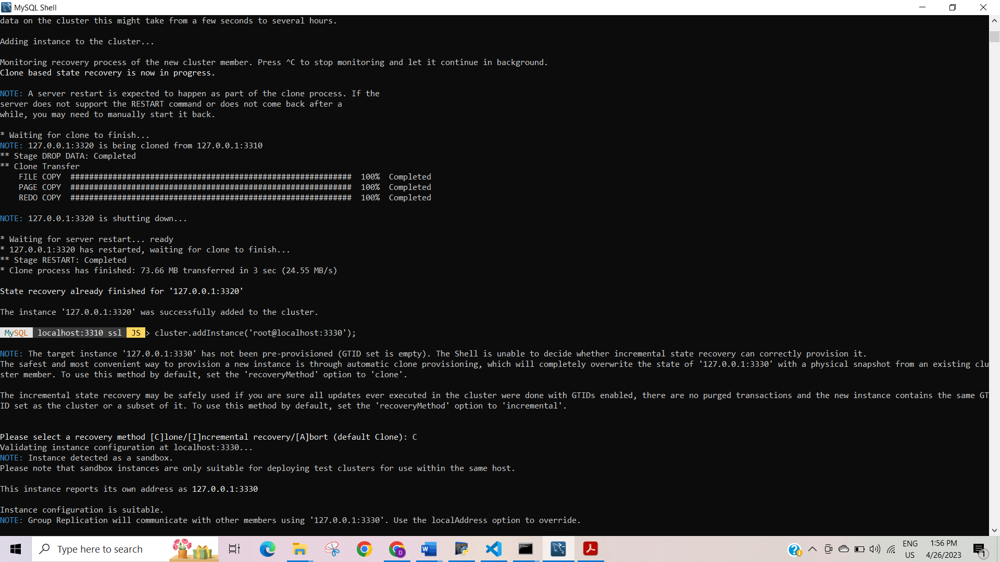 MySQL Shell
data on the cluster this might take from a few seconds to several hours.
Adding instance to the cluster...
Monitoring recovery process of the new cluster member. Press ^C to stop monitoring and let it continue in background.
Clone based state recovery is now in progress.
NOTE: A server restart is expected to happen as part of the clone process. If the
server does not support the RESTART command or does not come back after a
while, you may need to manually start it back.
* Waiting for clone to finish...
NOTE: 127.0.0.1:3320 is being cloned from 127.0.0.1:3310
** Stage DROP DATA: Completed
** Clone Transfer
FILE COPY ############################################################ 100% Completed
PAGE COPY ############################################################ 100% Completed
REDO COPY ############################################################ 100% Completed
NOTE: 127.0.0.1:3320 is shutting down...
* Waiting for server restart... ready
* 127.0.0.1:3320 has restarted, waiting for clone to finish...
** Stage RESTART: Completed
* Clone process has finished: 73.66 MB transferred in 3 sec (24.55 MB/s)
State recovery already finished for '127.0.0.1:3320'
The instance '127.0.0.1:3320' was successfully added to the cluster.
MySQL localhost:3310 ssl JS > cluster.addInstance('root@localhost:3330');
NOTE: The target instance '127.0.0.1:3330' has not been pre-provisioned (GTID set is empty). The Shell is unable to decide whether incremental state recovery can correctly provision it.
The safest and most convenient way to provision a new instance is through automatic clone provisioning, which will completely overwrite the state of '127.0.0.1:3330' with a physical snapshot from an existing clu
ster member. To use this method by default, set the 'recoveryMethod' option to 'clone'.
The incremental state recovery may be safely used if you are sure all updates ever executed in the cluster were done with GTIDs enabled, there are no purged transactions and the new instance contains the same GT
ID set as the cluster or a subset of it. To use this method by default, set the 'recoveryMethod' option to 'incremental'.
Please select a recovery method [C]lone/[I]ncremental recovery/[A]bort (default Clone): C
Validating instance configuration at localhost:3330...
NOTE: Instance detected as a sandbox.
Please note that sandbox instances are only suitable for deploying test clusters for use within the same host.
This instance reports its own address as 127.0.0.1:3330
Instance configuration is suitable.
NOTE: Group Replication will communicate with other members using '127.0.0.1:3330'. Use the localAddress option to override.
Type here to search
ENG
US
1:56 PM
4/26/2023
1